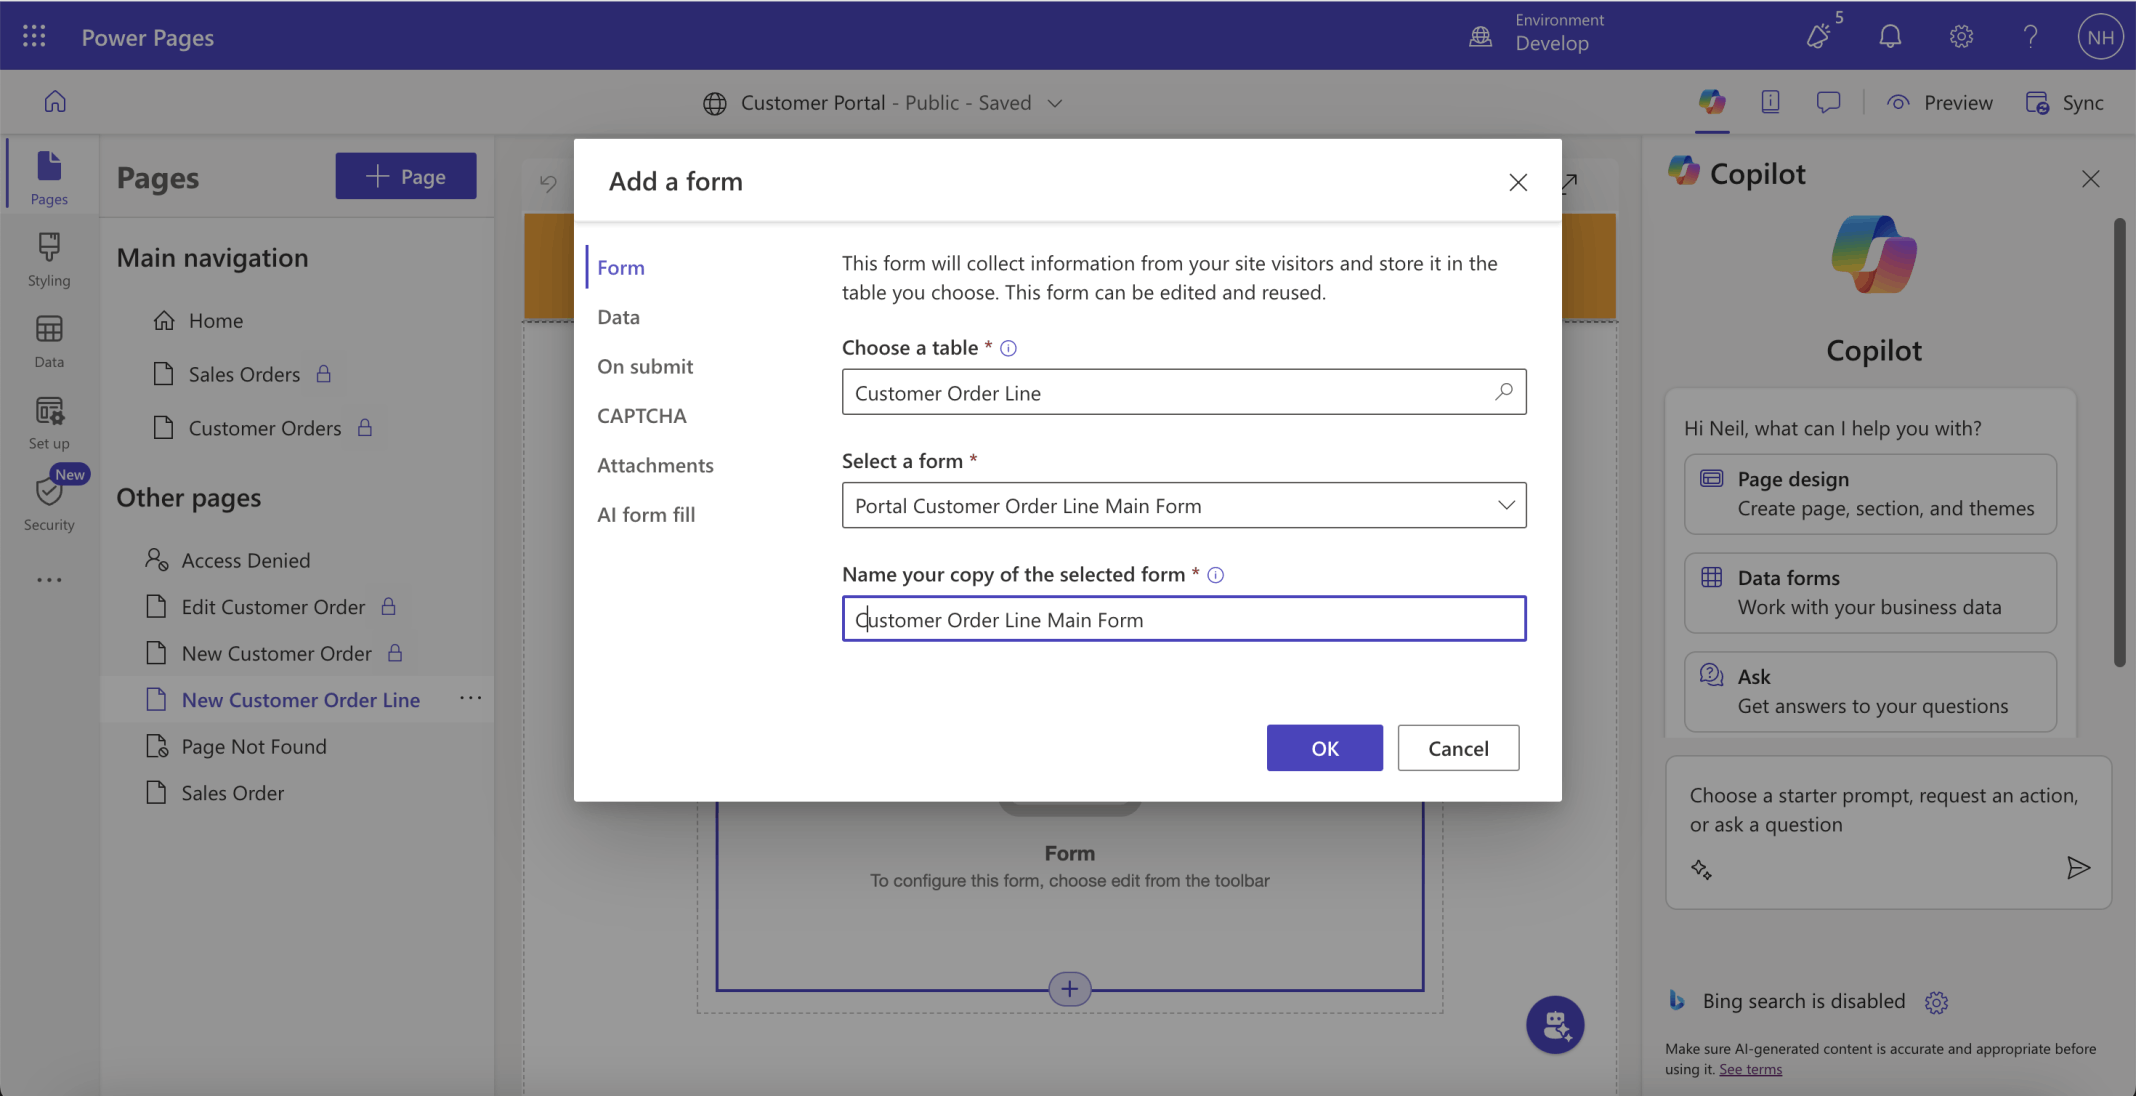 Power Pages
Environment
Develop
5
NH
Customer Portal - Public - Saved
Preview
Sync
Pages
Styling
Data
Set up
New
Security
Pages
Page
Main navigation
Home
Sales Orders
Customer Orders
Other pages
Access Denied
Edit Customer Order
New Customer Order
New Customer Order Line
Page Not Found
Sales Order
Add a form
Form
Data
On submit
CAPTCHA
Attachments
AI form fill
This form will collect information from your site visitors and store it in the
table you choose. This form can be edited and reused.
Choose a table *
Customer Order Line
Select a form *
Portal Customer Order Line Main Form
Name your copy of the selected form *
Customer Order Line Main Form
OK
Cancel
Form
To configure this form, choose edit from the toolbar
Copilot
Copilot
Hi Neil, what can I help you with?
Page design
Create page, section, and themes
Data forms
Work with your business data
Ask
Get answers to your questions
Choose a starter prompt, request an action,
or ask a question
Bing search is disabled
Make sure AI-generated content is accurate and appropriate before
using it. See terms